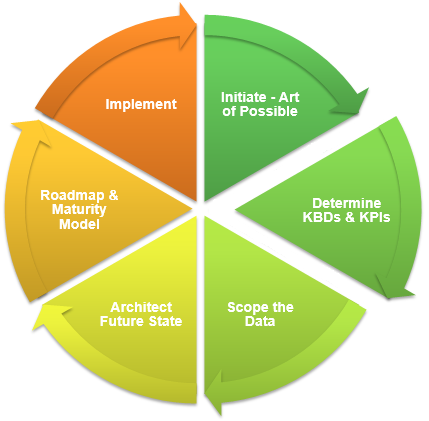 Initiate - Art
of Possible
Determine
KBDs & KPIs
Scope the
Data
Architect
Future State
Roadmap &
Maturity
Model
Implement